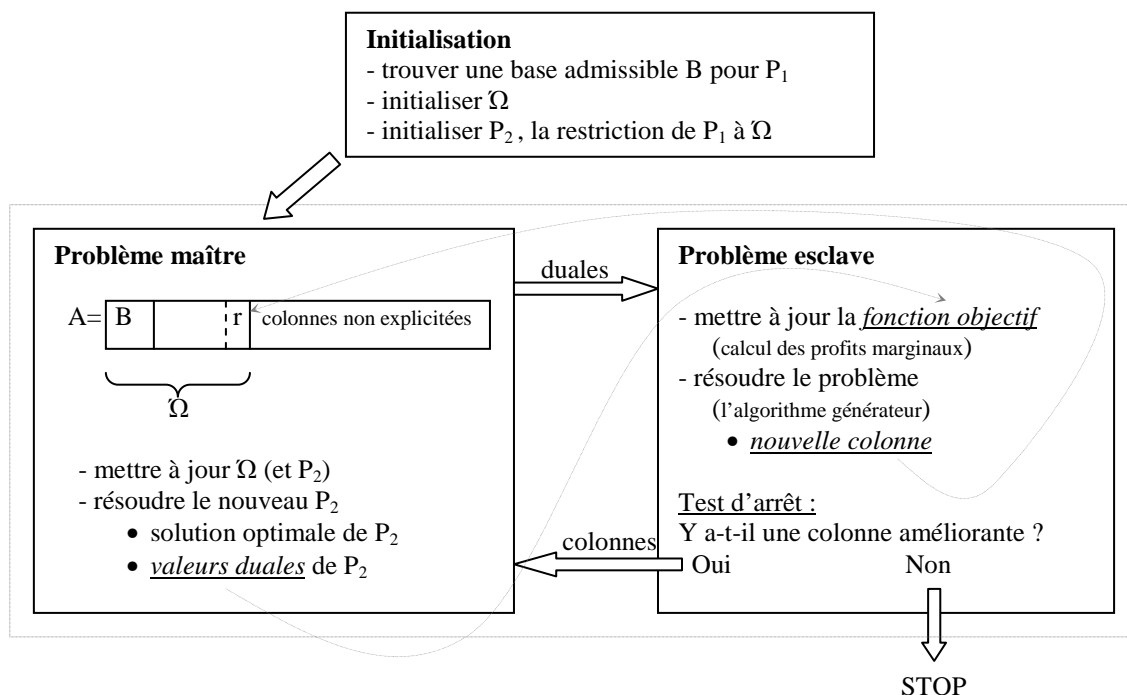 Initialisation
- trouver une base admissible B pour P₁
- initialiser Ώ
- initialiser P₂ , la restriction de P₁ à Ώ
Problème maître
A= B r colonnes non explicitées
Ώ
- mettre à jour Ώ (et P₂)
- résoudre le nouveau P₂
• solution optimale de P₂
• valeurs duales de P₂
duales
colonnes
Problème esclave
- mettre à jour la fonction objectif
(calcul des profits marginaux)
- résoudre le problème
(l’algorithme générateur)
• nouvelle colonne
Test d’arrêt :
Y a-t-il une colonne améliorante ?
Oui Non
STOP